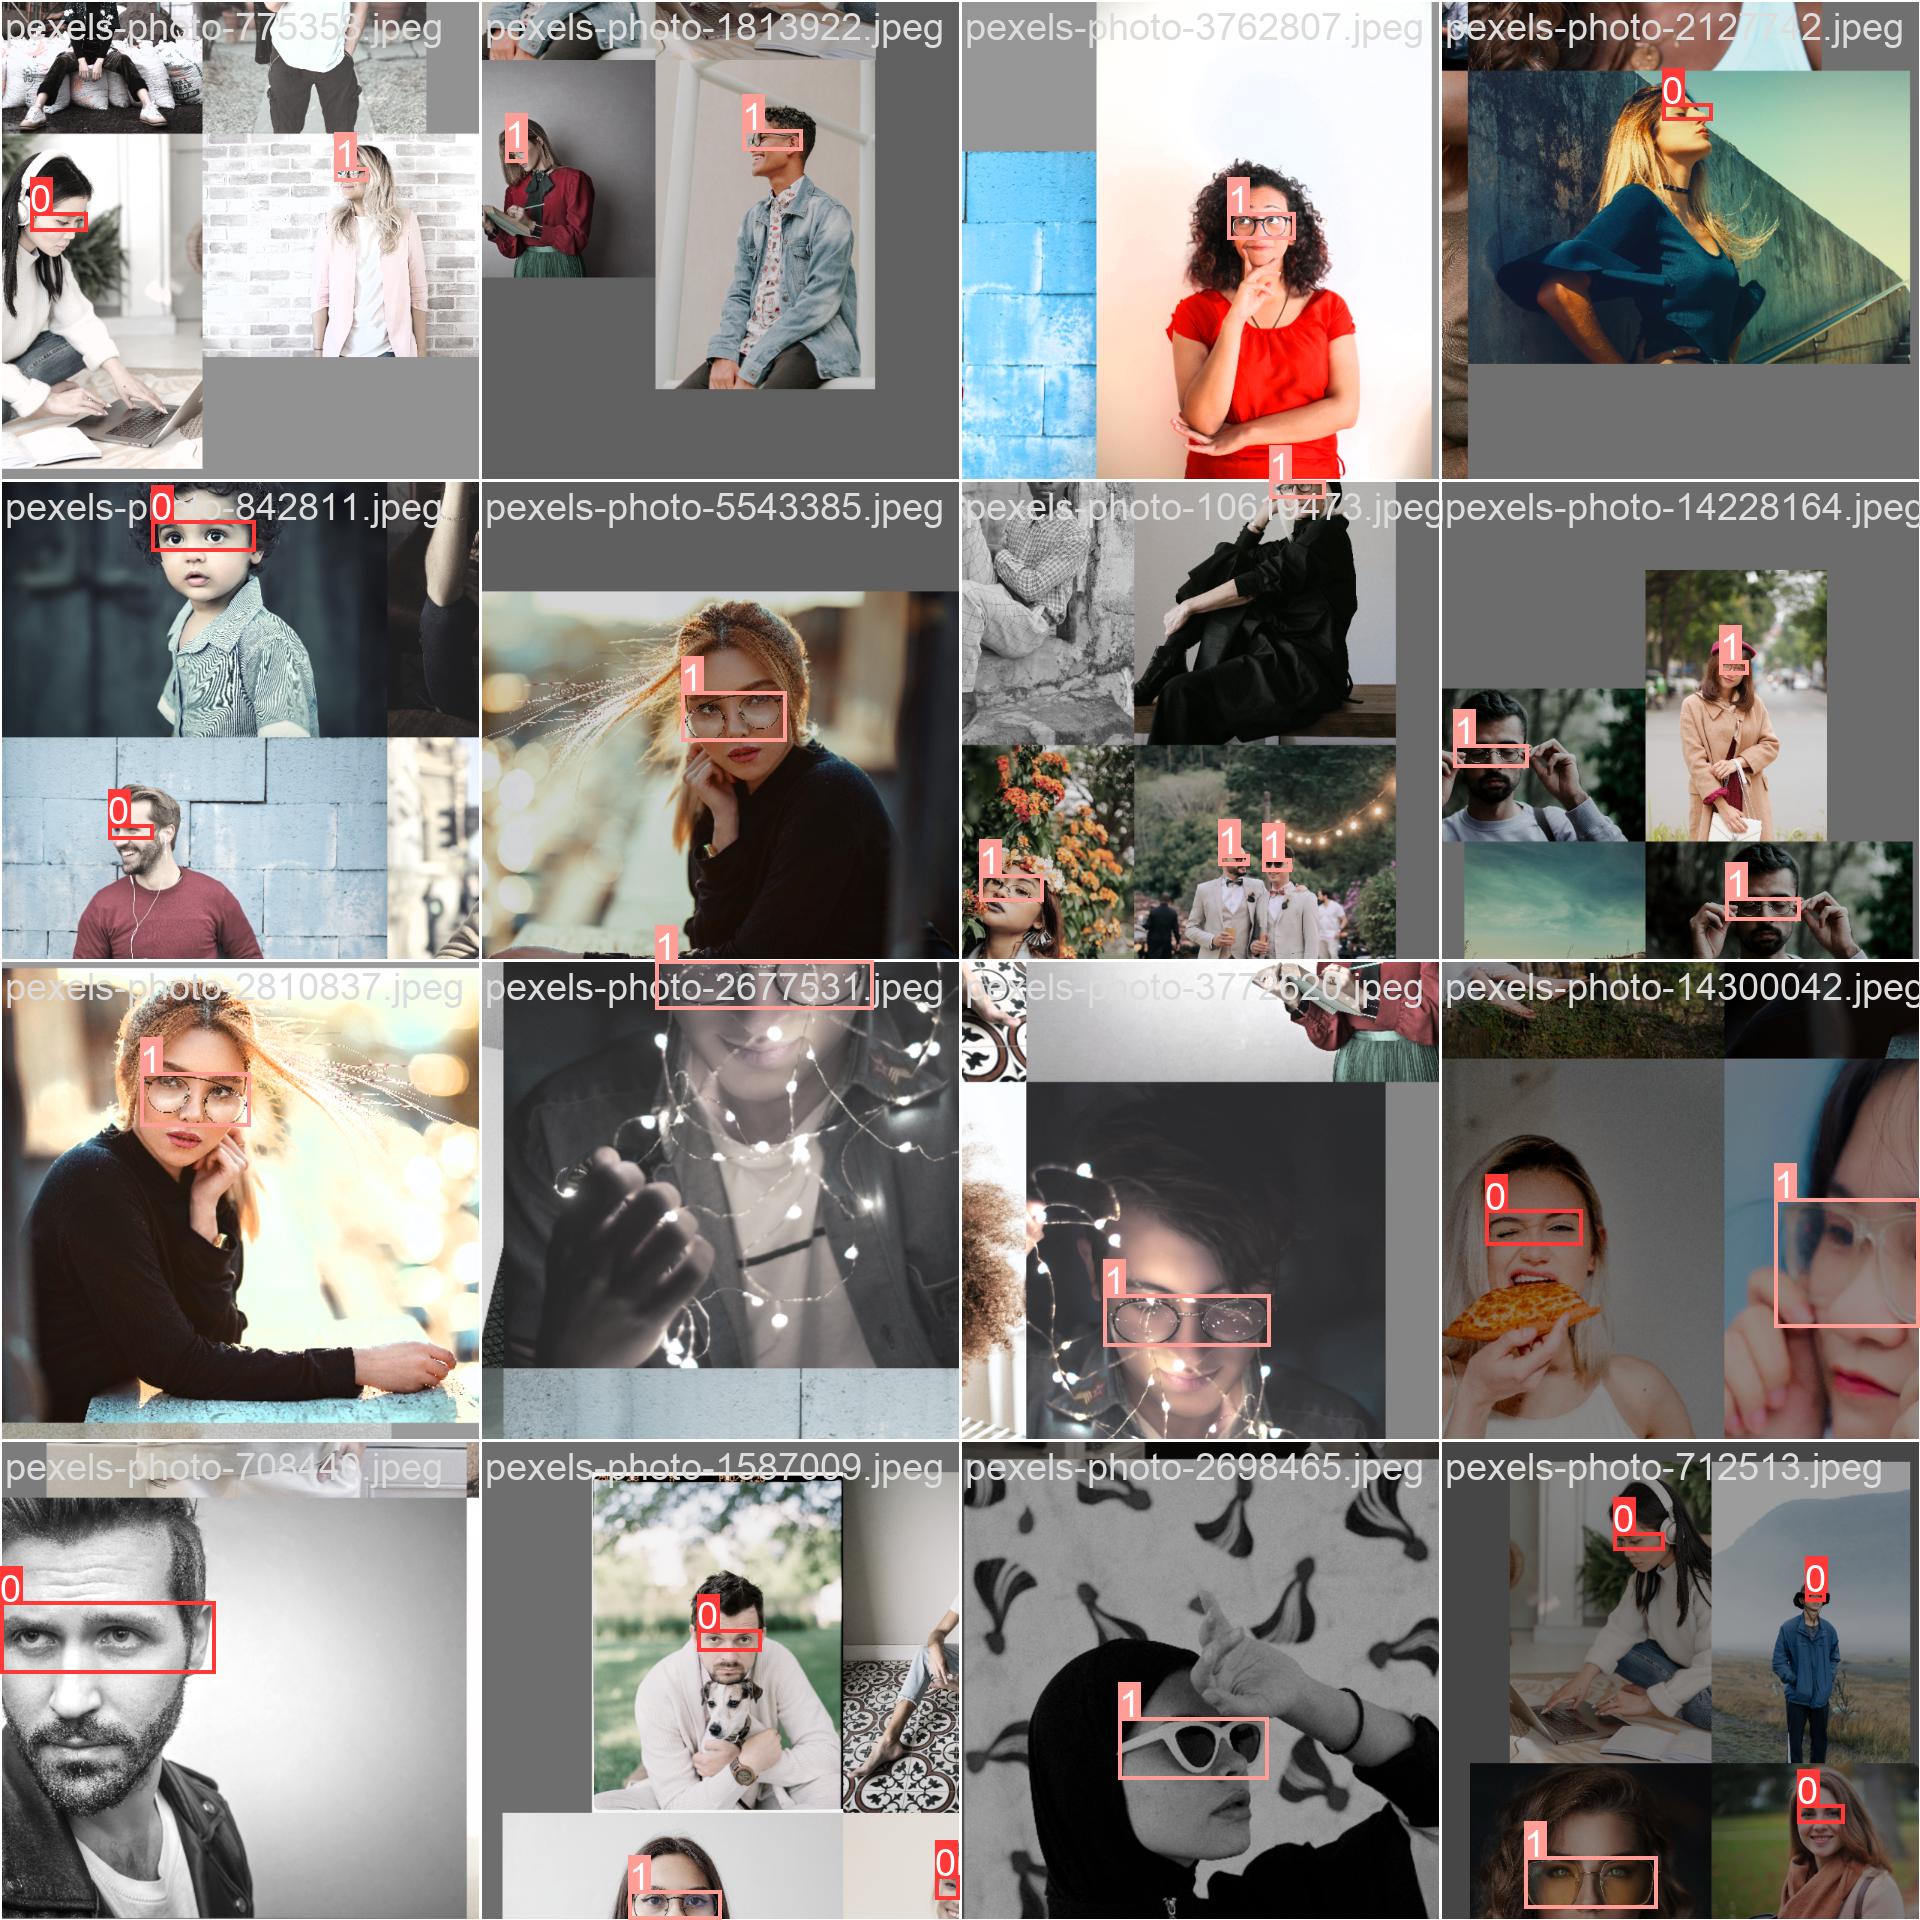 pexels-photo-775358.jpeg
pexels-photo-1813922.jpeg
pexels-photo-3762807.jpeg
pexels-photo-2127742.jpeg
0
1
1
1
1
0
pexels-p 0 o-842811.jpeg
pexels-photo-5543385.jpeg
1
pexels-photo-10619473.jpeg
pexels-photo-14228164.jpeg
0
1
1
1
1
1
1
1
pexels-photo-2810837.jpeg
1
pexels-photo-2677531.jpeg
pexels-photo-3772620.jpeg
pexels-photo-14300042.jpeg
1
1
0
1
pexels-photo-708440.jpeg
pexels-photo-1587009.jpeg
pexels-photo-2698465.jpeg
pexels-photo-712513.jpeg
0
0
1
0
1
0
0
0
1